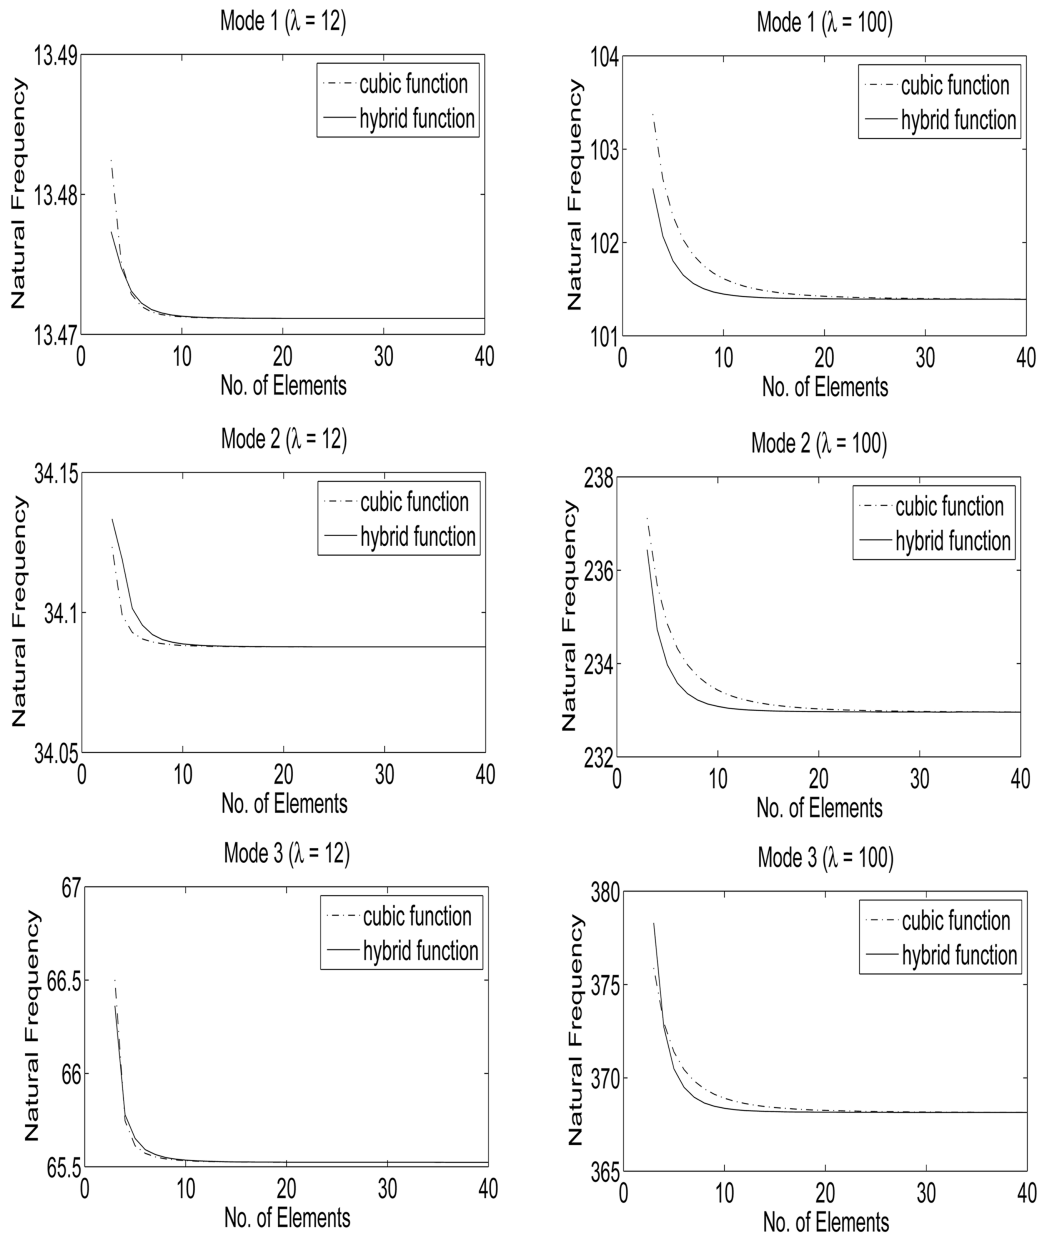 Mode 1 (λ = 12)
13.49
13.48
13.47
Natural Frequency
cubic function
hybrid function
0 10 20 30 40
No. of Elements
Mode 1 (λ = 100)
104
103
102
101
Natural Frequency
cubic function
hybrid function
0 10 20 30 40
No. of Elements
Mode 2 (λ = 12)
34.15
34.1
34.05
Natural Frequency
cubic function
hybrid function
0 10 20 30 40
No. of Elements
Mode 2 (λ = 100)
238
236
234
232
Natural Frequency
cubic function
hybrid function
0 10 20 30 40
No. of Elements
Mode 3 (λ = 12)
67
66.5
66
65.5
Natural Frequency
cubic function
hybrid function
0 10 20 30 40
No. of Elements
Mode 3 (λ = 100)
380
375
370
365
Natural Frequency
cubic function
hybrid function
0 10 20 30 40
No. of Elements